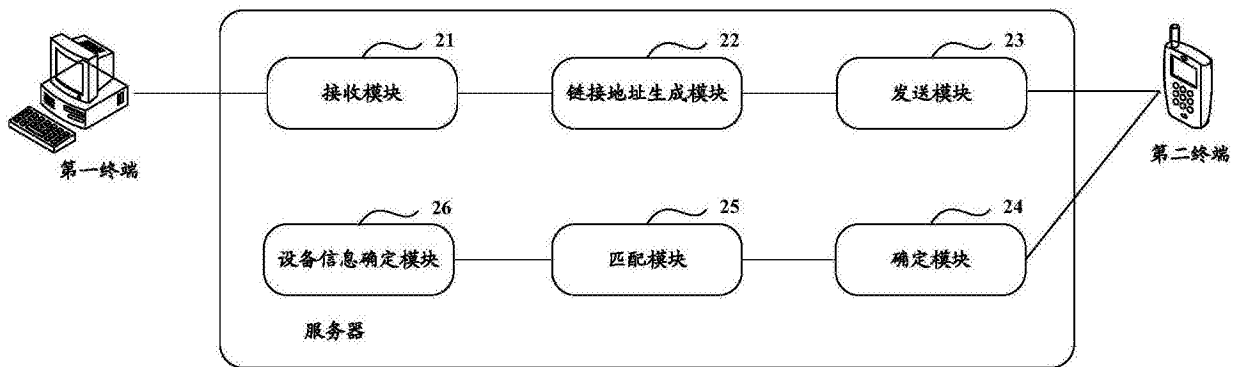 21
22
23
接收模块
链接地址生成模块
发送模块
第一终端
第二终端
26
25
24
设备信息确定模块
匹配模块
确定模块
服务器